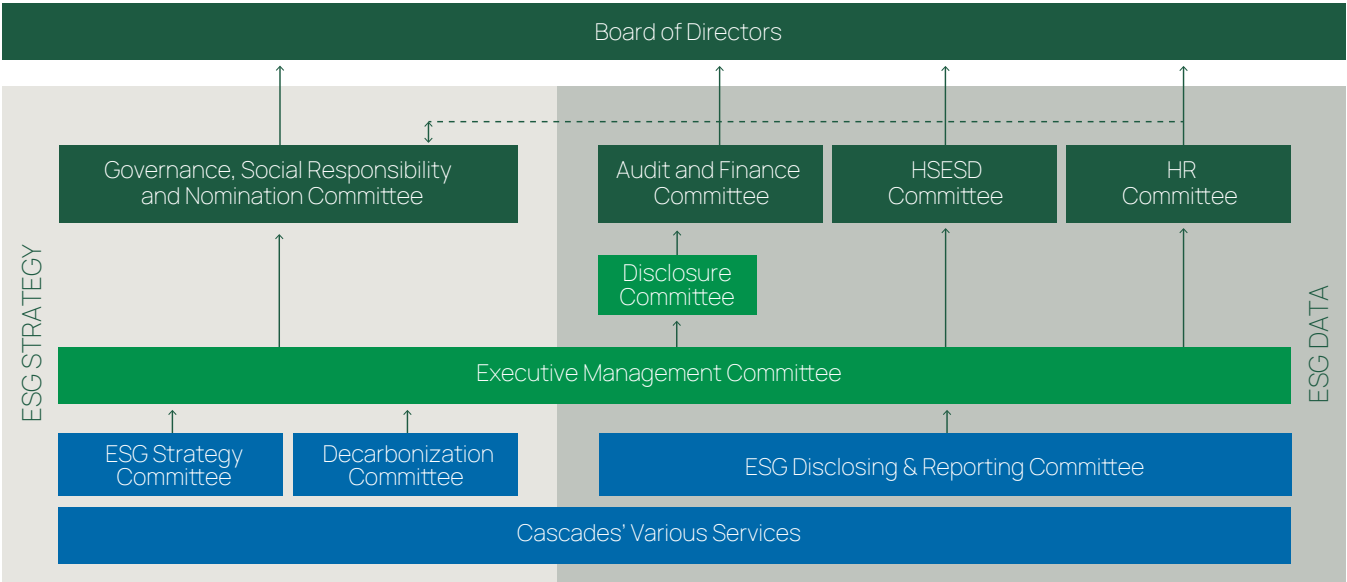 Board of Directors
Governance, Social Responsibility
and Nomination Committee
Audit and Finance
Committee
HSESD
Committee
HR
Committee
Disclosure
Committee
ESG STRATEGY
ESG DATA
Executive Management Committee
ESG Strategy
Committee
Decarbonization
Committee
ESG Disclosing & Reporting Committee
Cascades’ Various Services